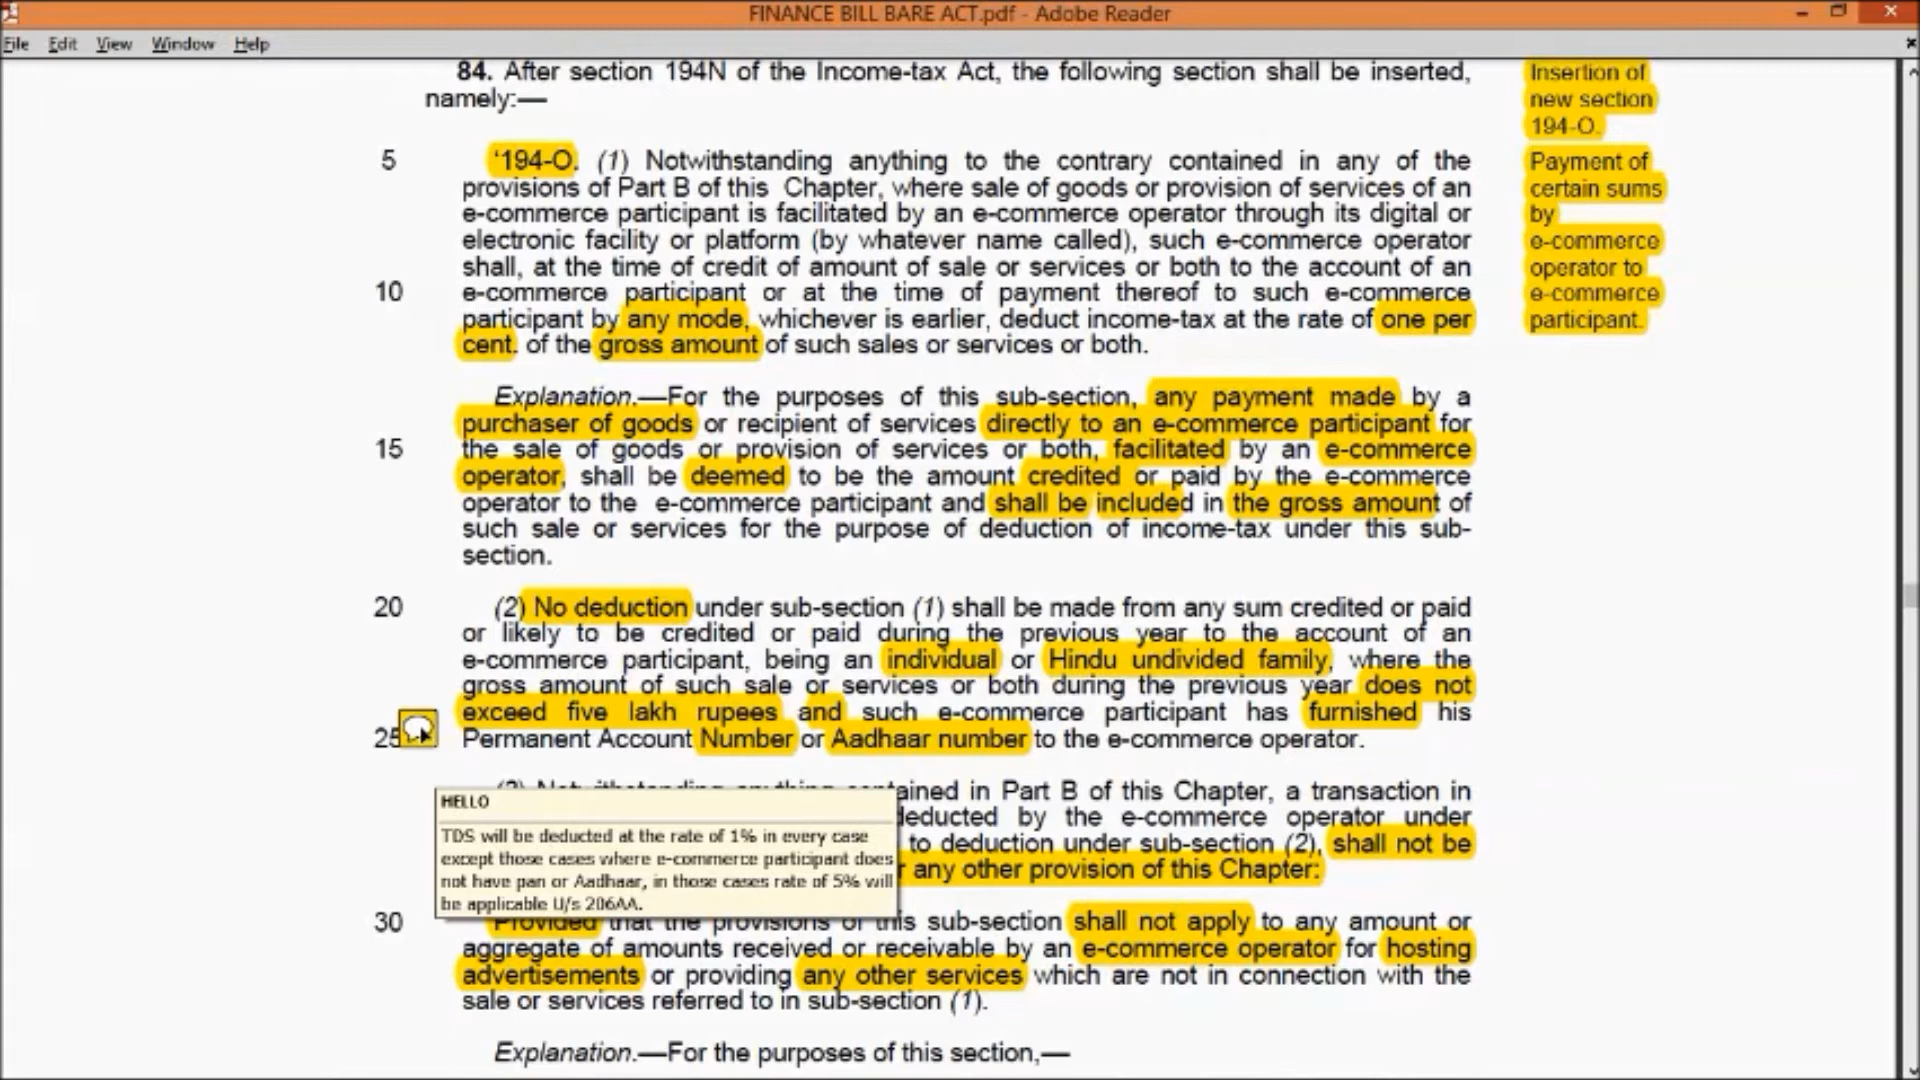 FINANCE BILL BARE ACT.pdf - Adobe Reader
File Edit View Window Help
84. After section 194N of the Income-tax Act, the following section shall be inserted,
namely:—
Insertion of
new section
194-O.
5 '194-O. (1) Notwithstanding anything to the contrary contained in any of the
provisions of Part B of this Chapter, where sale of goods or provision of services of an
e-commerce participant is facilitated by an e-commerce operator through its digital or
electronic facility or platform (by whatever name called), such e-commerce operator
shall, at the time of credit of amount of sale or services or both to the account of an
10 e-commerce participant or at the time of payment thereof to such e-commerce
participant by any mode, whichever is earlier, deduct income-tax at the rate of one per
cent. of the gross amount of such sales or services or both.
Payment of
certain sums
by
e-commerce
operator to
e-commerce
participant.
Explanation.—For the purposes of this sub-section, any payment made by a
purchaser of goods or recipient of services directly to an e-commerce participant for
15 the sale of goods or provision of services or both, facilitated by an e-commerce
operator, shall be deemed to be the amount credited or paid by the e-commerce
operator to the e-commerce participant and shall be included in the gross amount of
such sale or services for the purpose of deduction of income-tax under this sub-
section.
20 (2) No deduction under sub-section (1) shall be made from any sum credited or paid
or likely to be credited or paid during the previous year to the account of an
e-commerce participant, being an individual or Hindu undivided family, where the
gross amount of such sale or services or both during the previous year does not
exceed five lakh rupees and such e-commerce participant has furnished his
25 Permanent Account Number or Aadhaar number to the e-commerce operator.
(3) Notwithstanding anything contained in Part B of this Chapter, a transaction in
deducted by the e-commerce operator under
to deduction under sub-section (2), shall not be
any other provision of this Chapter:
HELLO
TDS will be deducted at the rate of 1% in every case
except those cases where e-commerce participant does
not have pan or Aadhaar, in those cases rate of 5% will
be applicable U/s 206AA.
30 Provided that the provisions of this sub-section shall not apply to any amount or
aggregate of amounts received or receivable by an e-commerce operator for hosting
advertisements or providing any other services which are not in connection with the
sale or services referred to in sub-section (1).
Explanation.—For the purposes of this section,—